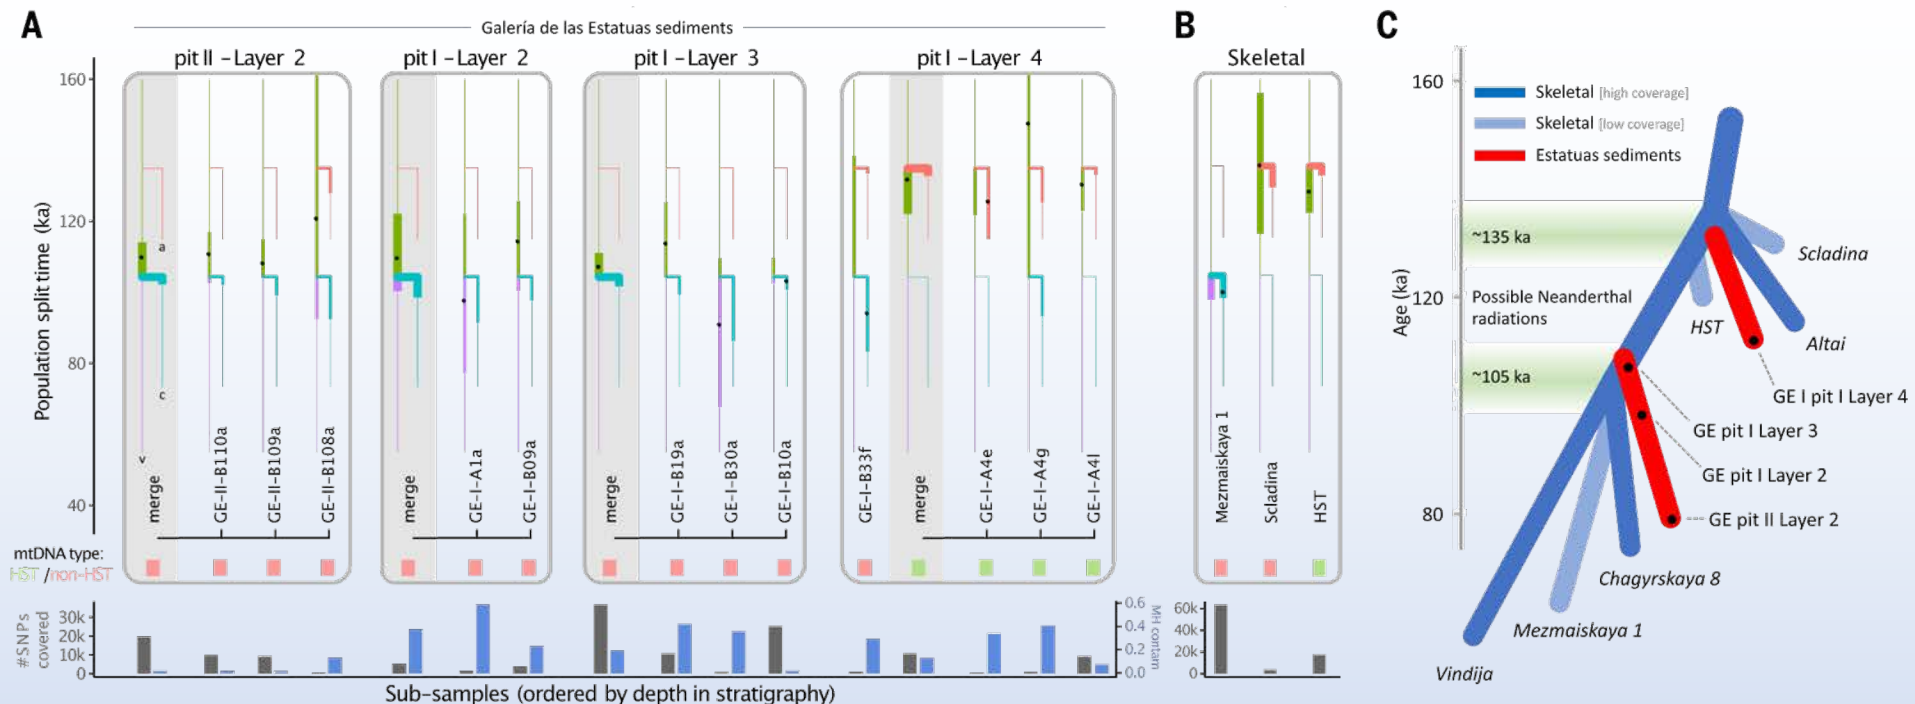 A
Galería de las Estatuas sediments
pit II – Layer 2
pit I – Layer 2
pit I – Layer 3
pit I – Layer 4
Population split time (ka)
160
120
80
40
a
c
v
merge
GE-II-B110a
GE-II-B109a
GE-II-B108a
merge
GE-I-A1a
GE-I-B09a
merge
GE-I-B19a
GE-I-B30a
GE-I-B10a
GE-I-B33f
merge
GE-I-A4e
GE-I-A4g
GE-I-A4l
mtDNA type:
HST / non-HST
#SNPs covered
30k
20k
10k
0
0.6
0.4
0.2
0.0
MH contam
Sub-samples (ordered by depth in stratigraphy)
B
Skeletal
Mezmaiskaya 1
Scladina
HST
60k
40k
20k
0
C
Age (ka)
160
120
80
Skeletal [high coverage]
Skeletal [low coverage]
Estatuas sediments
~135 ka
Possible Neanderthal
radiations
~105 ka
Scladina
HST
Altai
GE I pit I Layer 4
GE pit I Layer 3
GE pit I Layer 2
GE pit II Layer 2
Chagyrskaya 8
Mezmaiskaya 1
Vindija